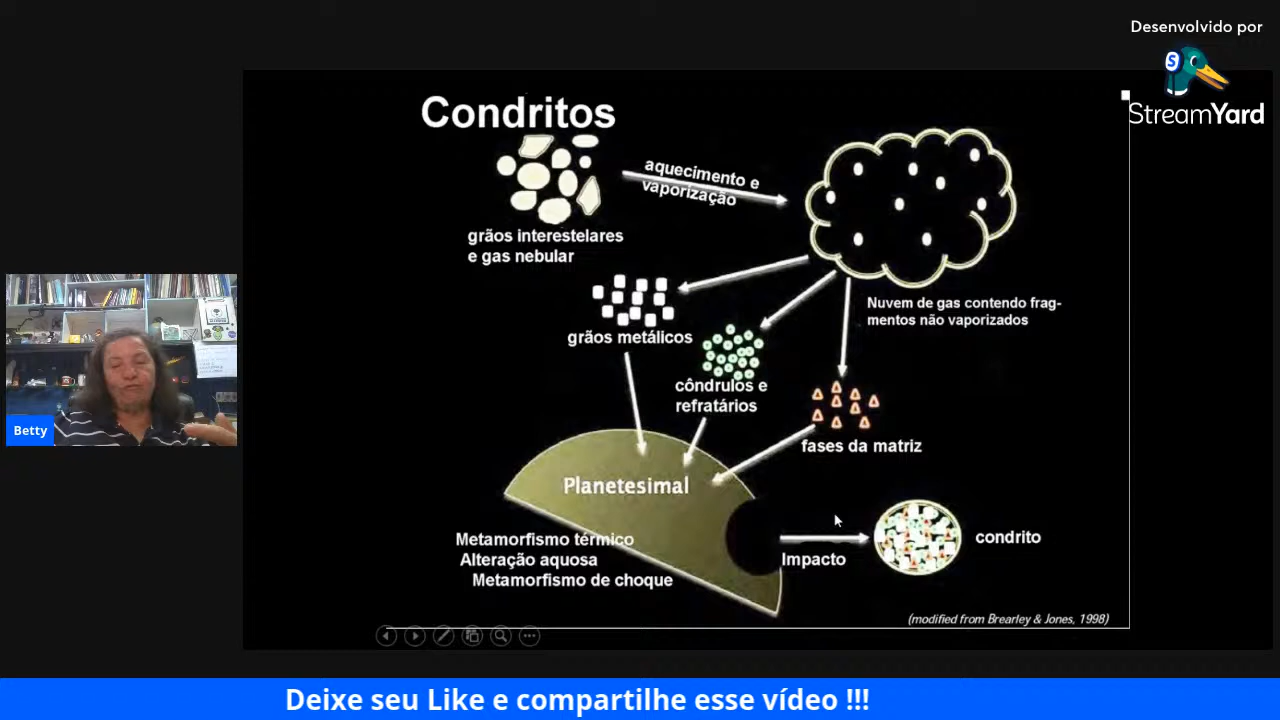 Desenvolvido por
S
StreamYard
Condritos
aquecimento e
vaporização
grãos interestelares
e gas nebular
Nuvem de gas contendo frag-
mentos não vaporizados
grãos metálicos
côndrulos e
refratários
fases da matriz
Planetesimal
Metamorfismo térmico
Alteração aquosa
Metamorfismo de choque
Impacto
condrito
(modified from Brearley & Jones, 1998)
Betty
Deixe seu Like e compartilhe esse vídeo !!!